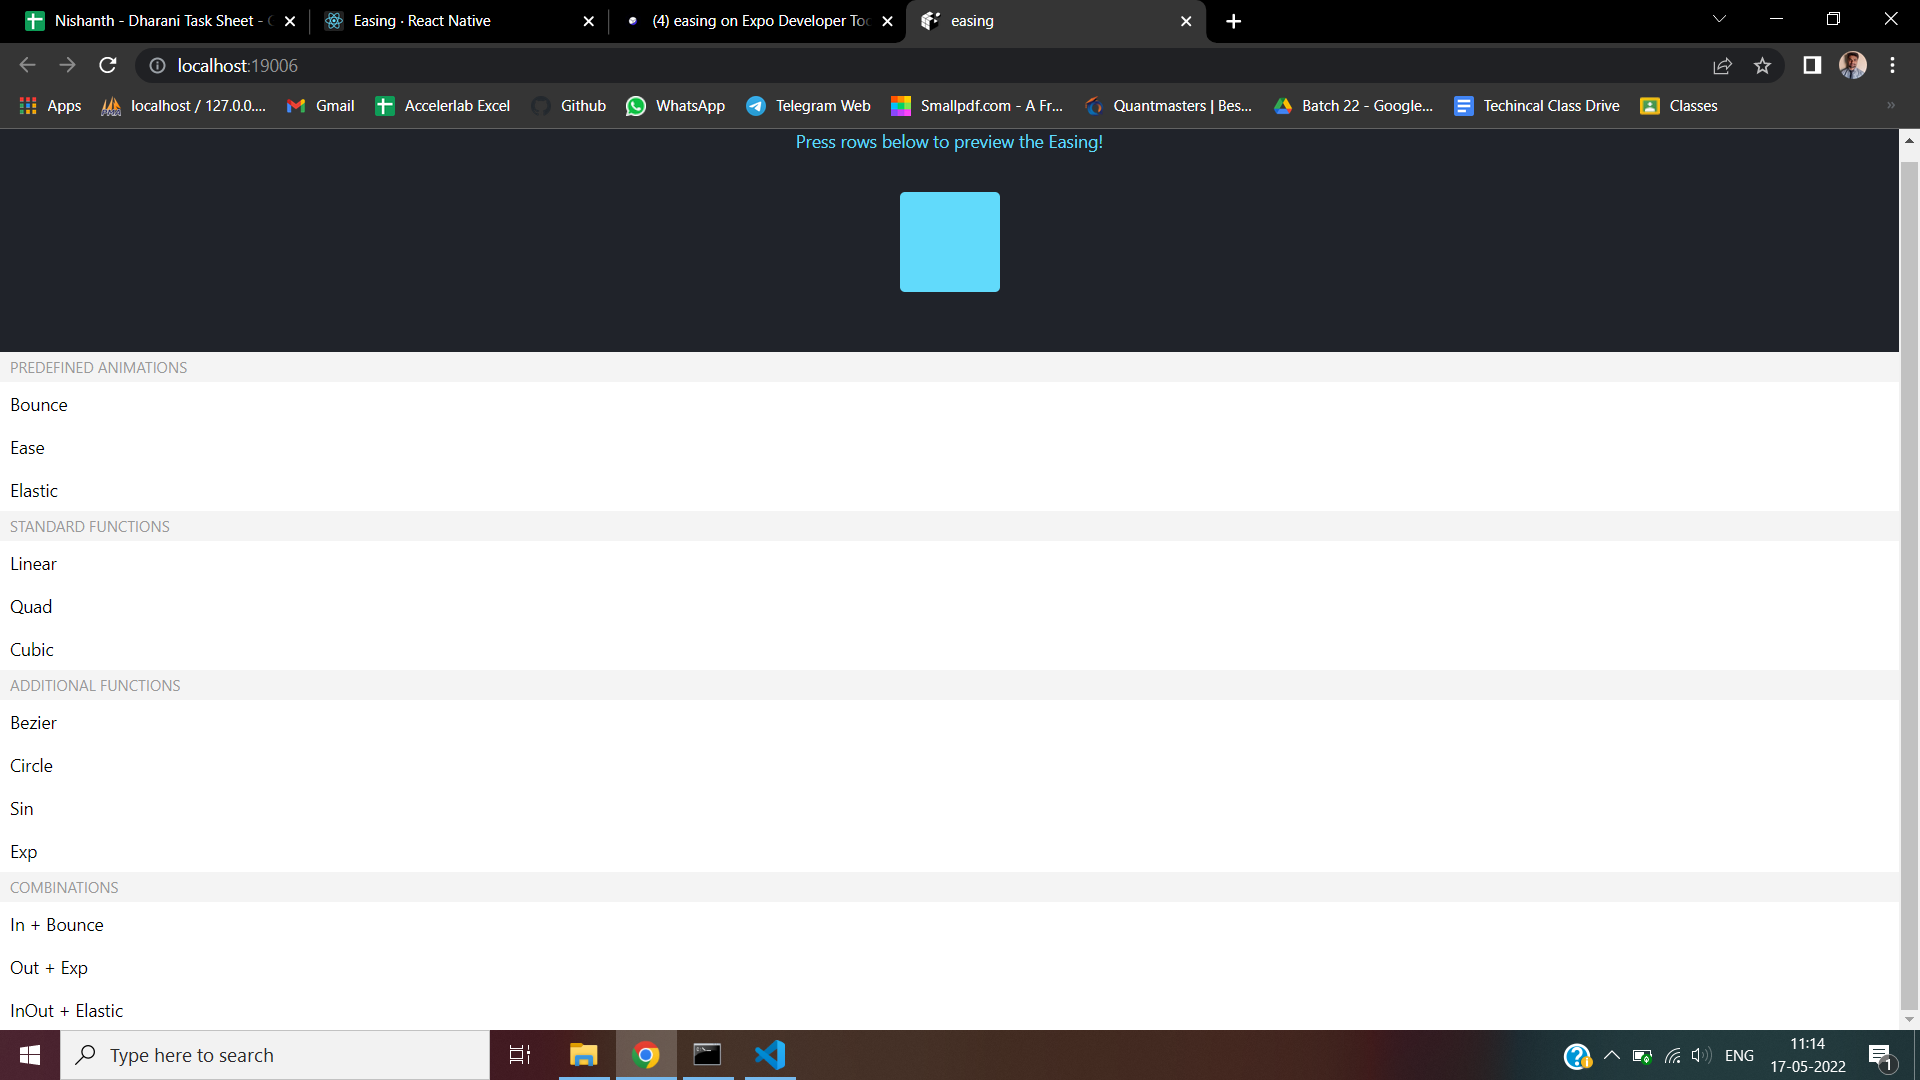 Nishanth - Dharani Task Sheet -
Easing · React Native
(4) easing on Expo Developer Too
easing
localhost:19006
Apps
localhost / 127.0.0....
Gmail
Accelerlab Excel
Github
WhatsApp
Telegram Web
Smallpdf.com - A Fr...
Quantmasters | Bes...
Batch 22 - Google...
Techincal Class Drive
Classes
»
Press rows below to preview the Easing!
PREDEFINED ANIMATIONS
Bounce
Ease
Elastic
STANDARD FUNCTIONS
Linear
Quad
Cubic
ADDITIONAL FUNCTIONS
Bezier
Circle
Sin
Exp
COMBINATIONS
In + Bounce
Out + Exp
InOut + Elastic
Type here to search
ENG
11:14
17-05-2022
1